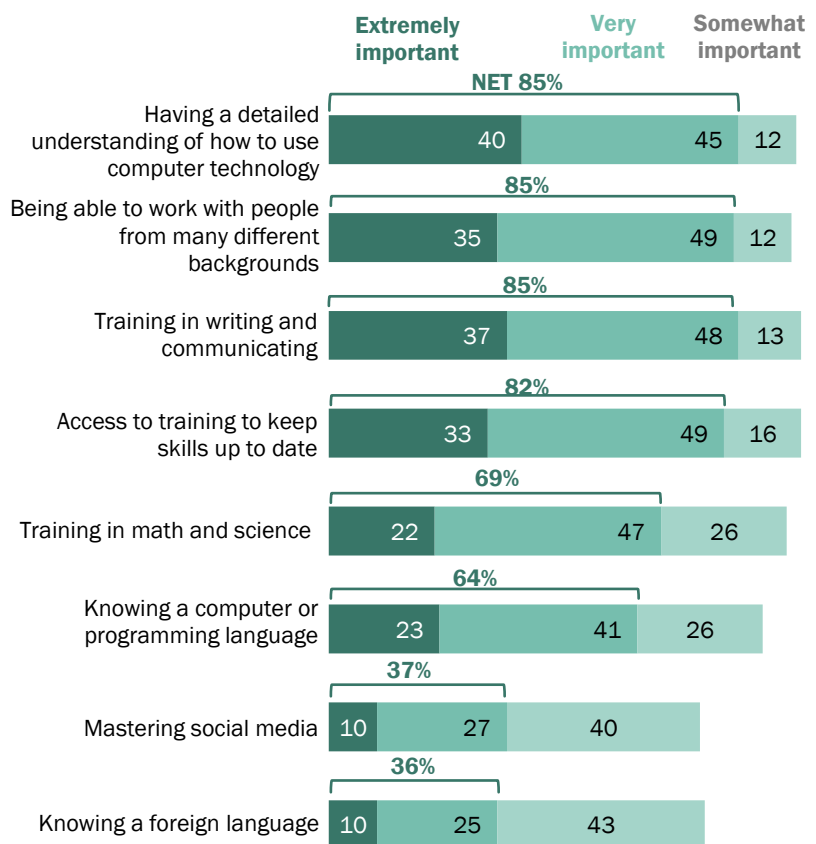 Extremely important
Very important
Somewhat important
NET 85%
Having a detailed
understanding of how to use
computer technology
40 45 12
85%
Being able to work with people
from many different
backgrounds
35 49 12
85%
Training in writing and
communicating
37 48 13
82%
Access to training to keep
skills up to date
33 49 16
69%
Training in math and science
22 47 26
64%
Knowing a computer or
programming language
23 41 26
37%
Mastering social media
10 27 40
36%
Knowing a foreign language
10 25 43